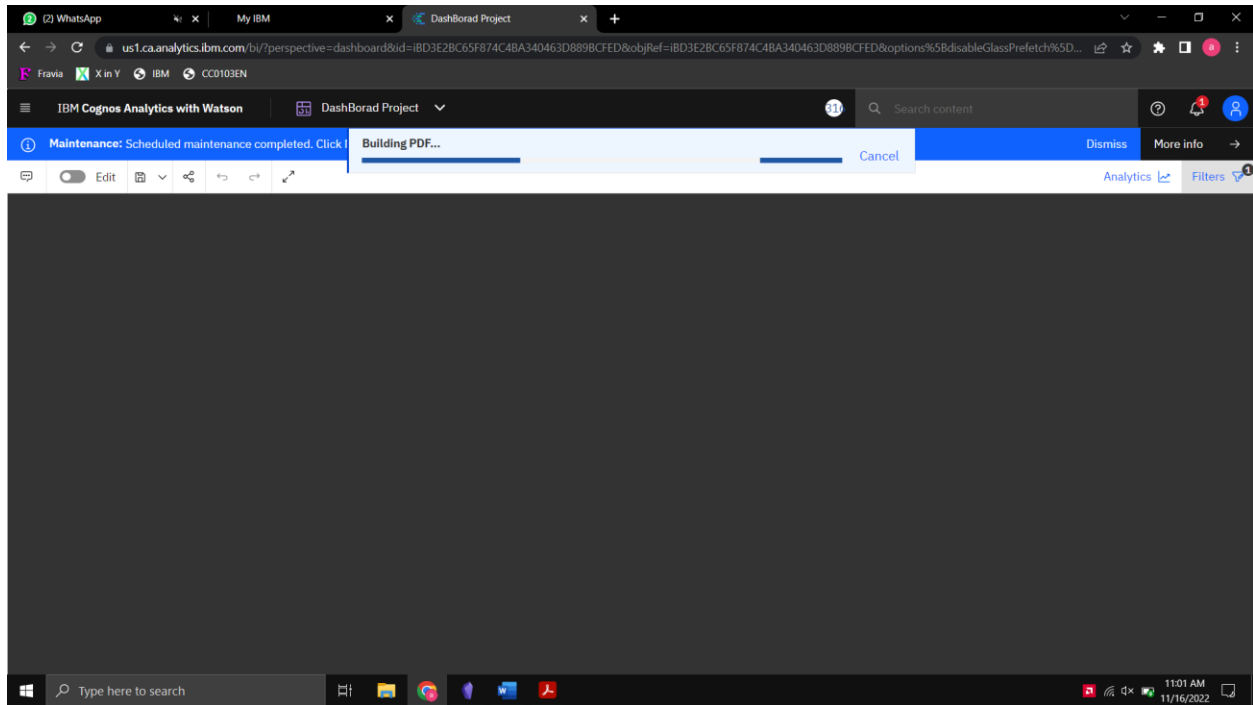 (2) WhatsApp
My IBM
DashBorad Project
us1.ca.analytics.ibm.com/bi/?perspective=dashboard&id=iBD3E2BC65F874C4BA340463D889BCFED&objRef=iBD3E2BC65F874C4BA340463D889BCFED&options%5BdisableGlassPrefetch%5D...
a
Fravia
X in Y
IBM
CC0103EN
IBM Cognos Analytics with Watson
DashBorad Project
Search content
1
Maintenance: Scheduled maintenance completed. Click
Building PDF...
Cancel
Dismiss
More info
Edit
Analytics
Filters
1
Type here to search
11:01 AM
11/16/2022